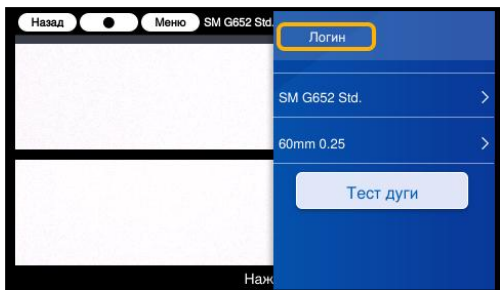 Назад Меню SM G652 Std.
Логин
SM G652 Std.
60mm 0.25
Тест дуги
Наж